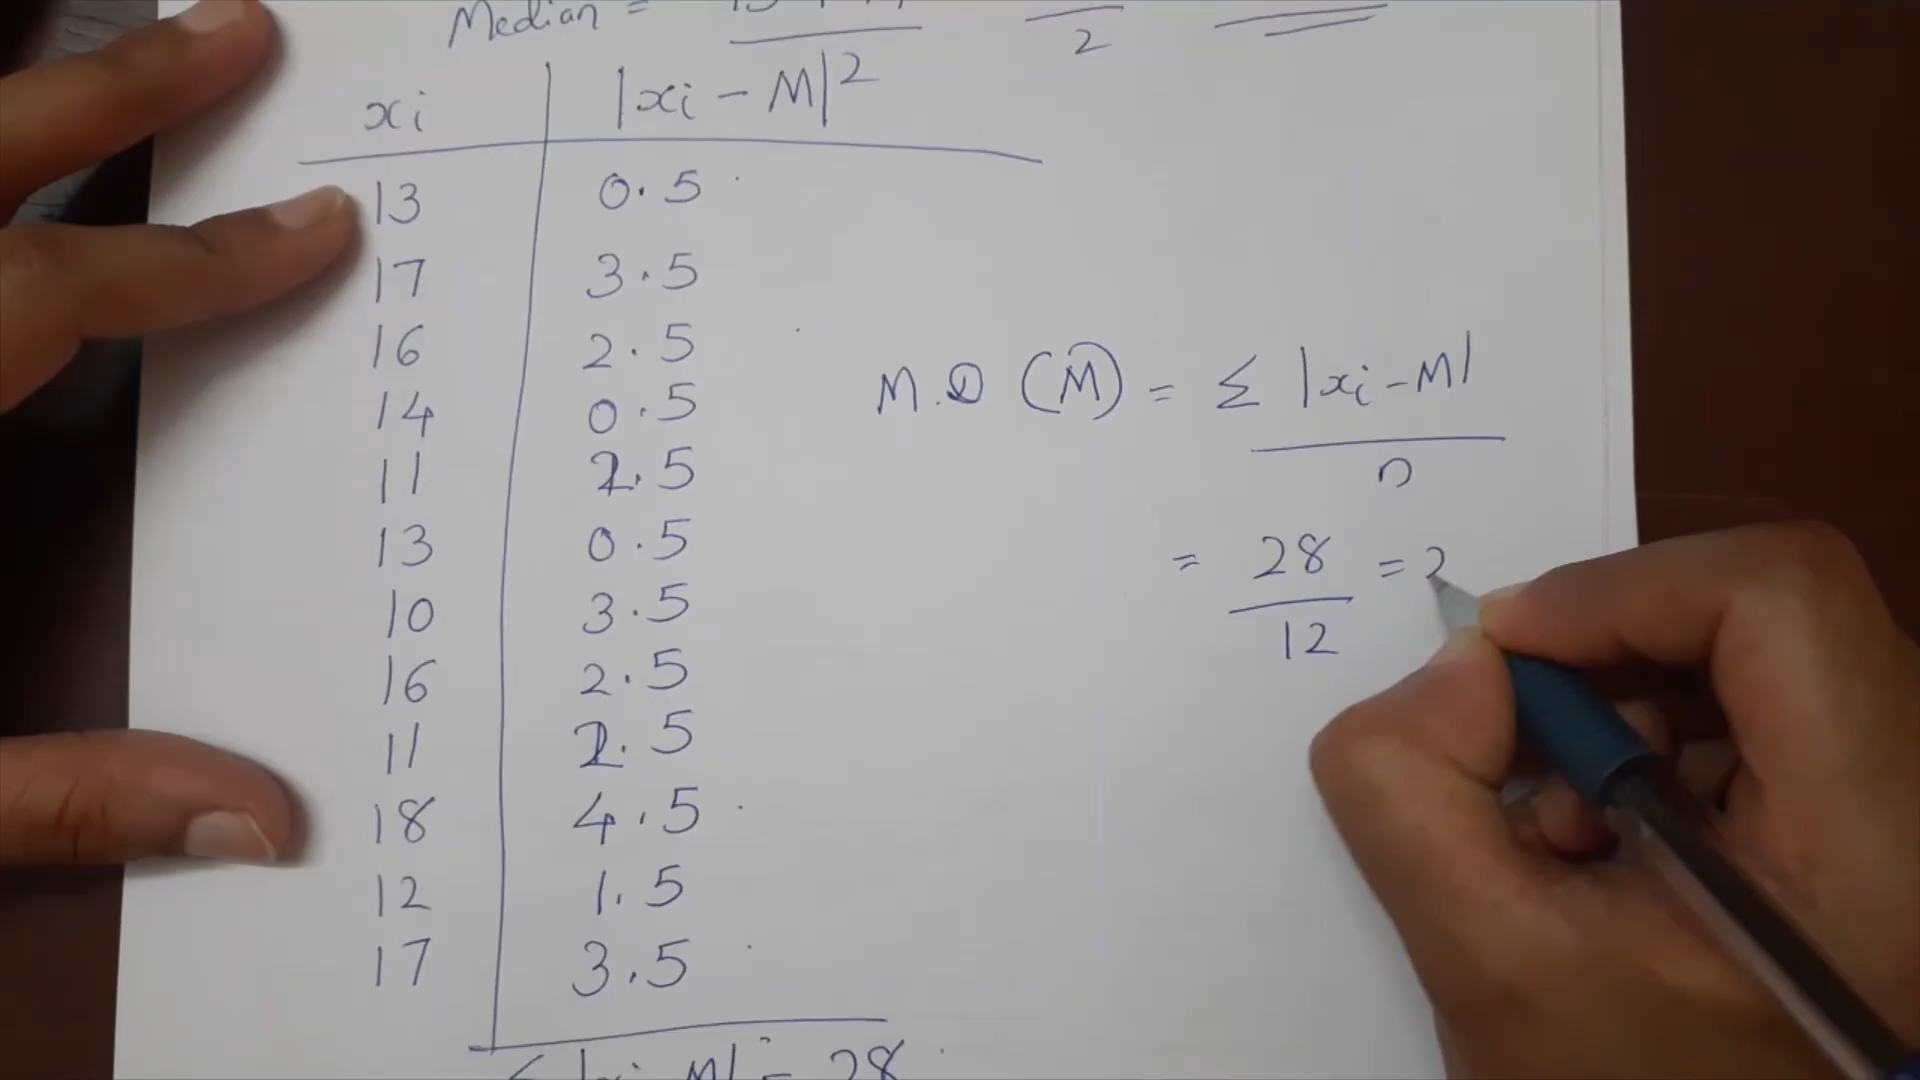 Median =
2
xi |xi - M|2
13 0.5
17 3.5
16 2.5
14 0.5
11 2.5
13 0.5
10 3.5
16 2.5
11 2.5
18 4.5
12 1.5
17 3.5
M.D (M) = Σ |xi - M|
n
= 28 = 2
12
Σ |xi - M| = 28